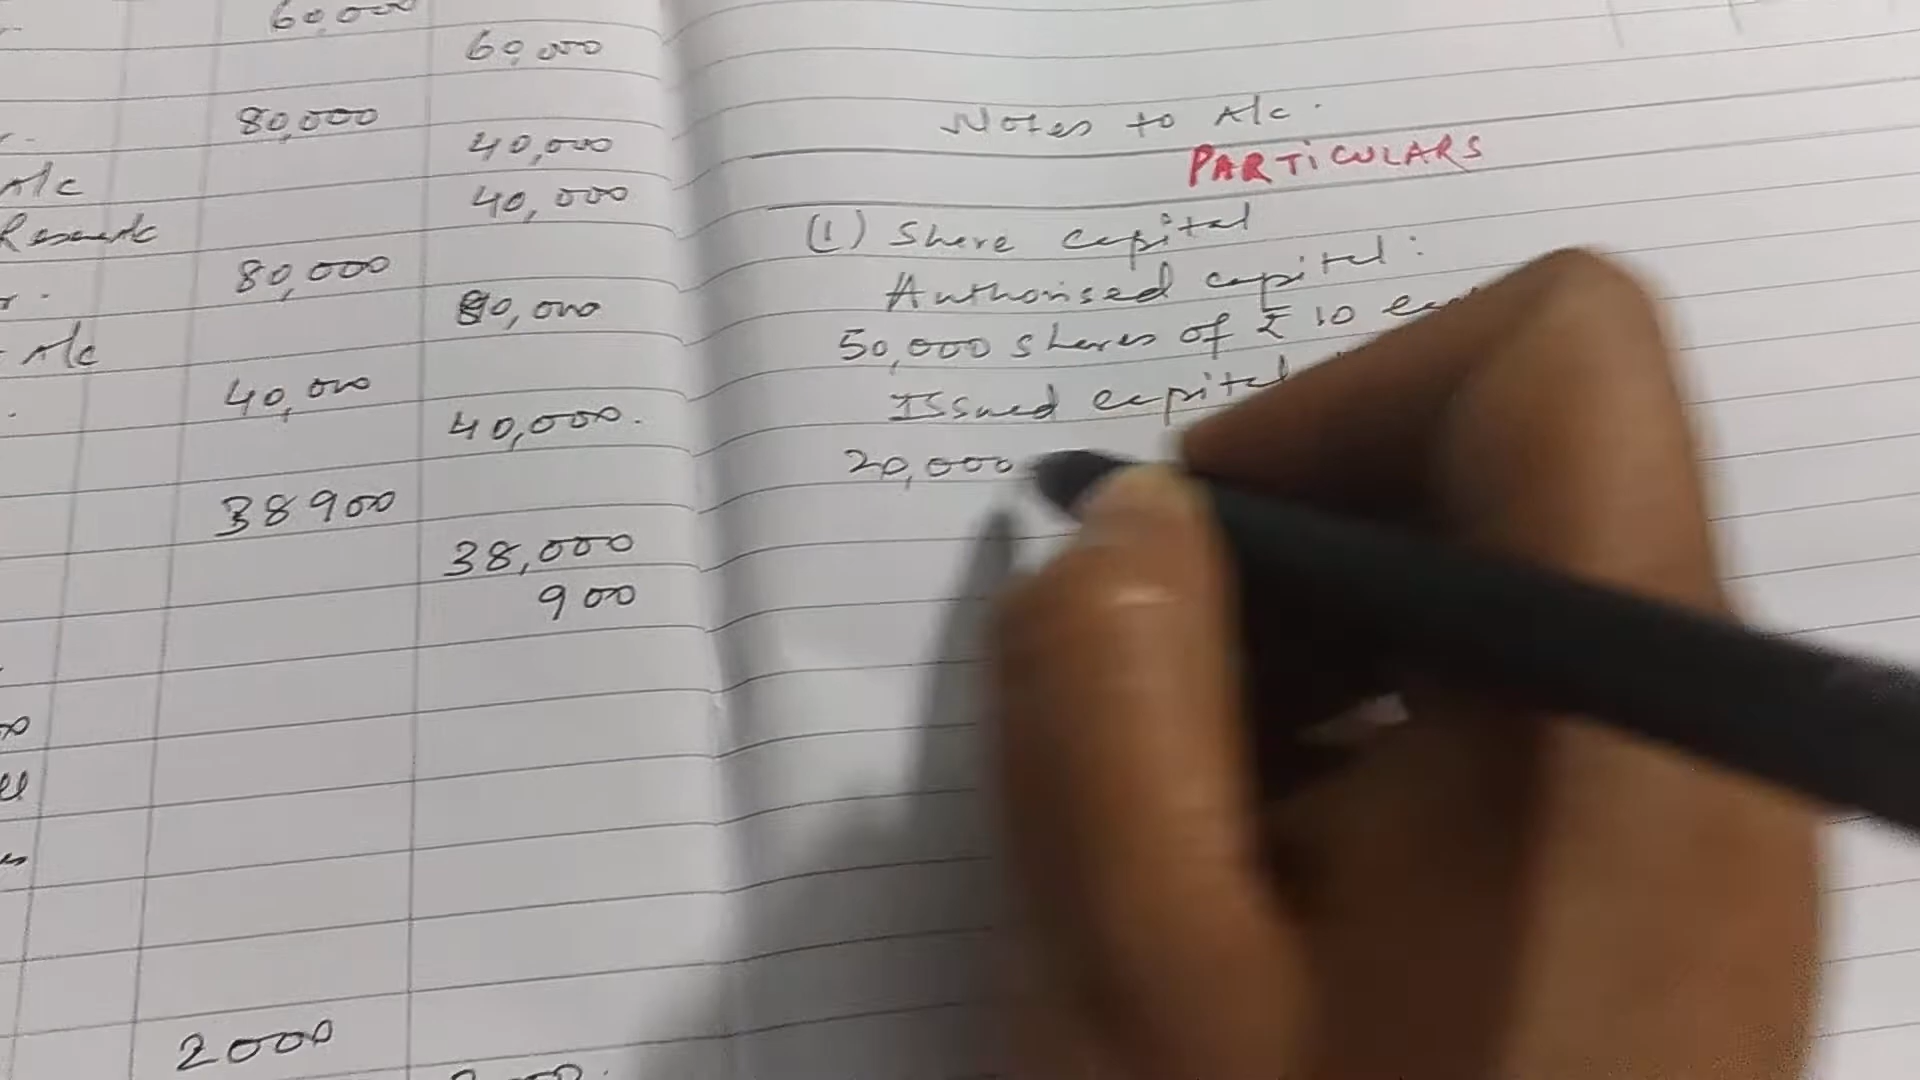 60,000
60,000
80,000
40,000
A/c
40,000
80,000
80,000
A/c
40,000
40,000.
38900
38,000
900
2000
Notes to A/c.
PARTICULARS
(1) Share capital
Authorised capital:
50,000 shares of ₹ 10
Issued capital
20,000